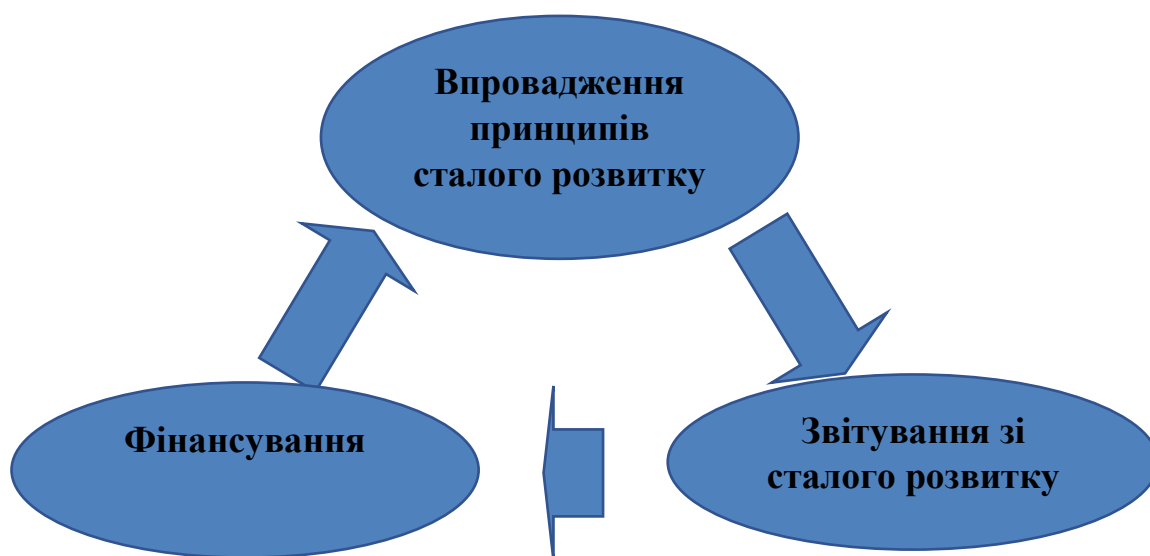 Впровадження
принципів
сталого розвитку
Фінансування
Звітування зі
сталого розвитку